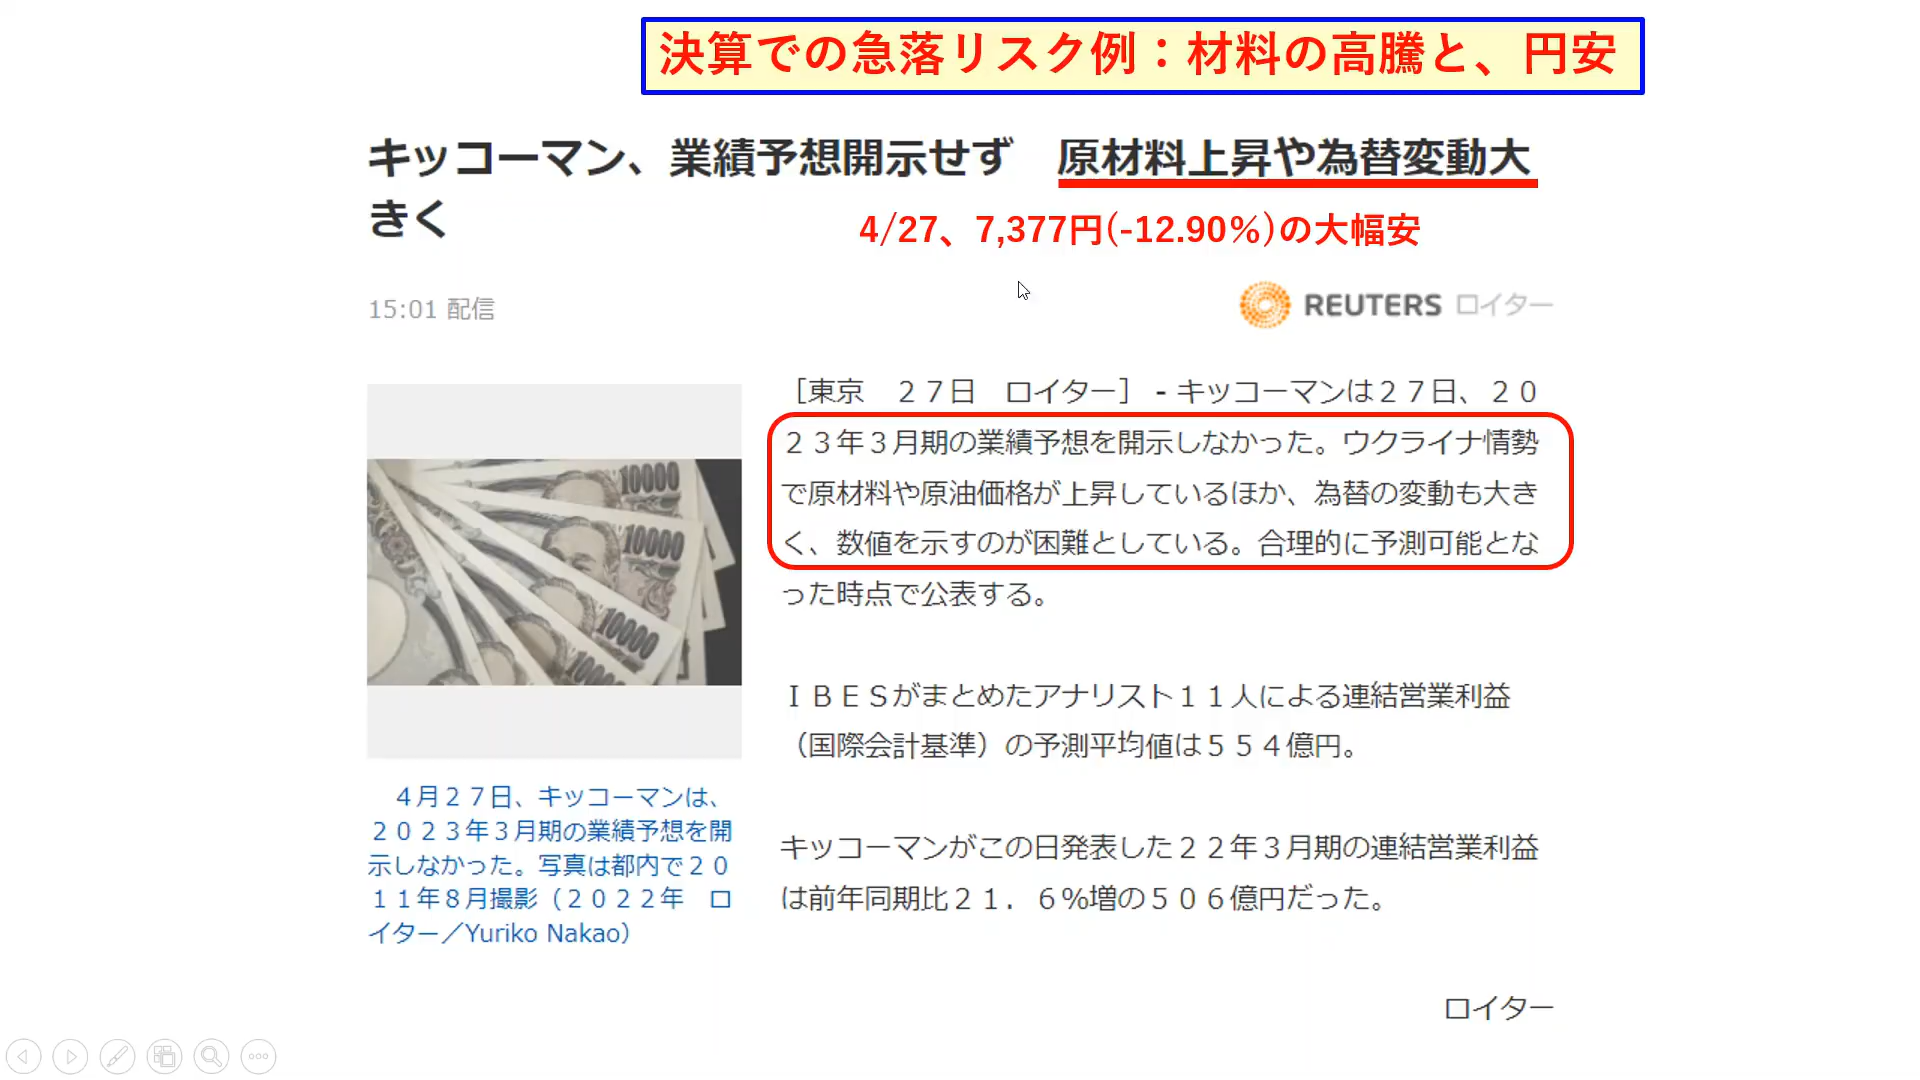 決算での急落リスク例：材料の高騰と、円安
キッコーマン、業績予想開示せず　原材料上昇や為替変動大
きく
4/27、7,377円(-12.90%)の大幅安
15:01 配信
REUTERS ロイター
［東京　２７日　ロイター］ - キッコーマンは２７日、２０
２３年３月期の業績予想を開示しなかった。ウクライナ情勢
で原材料や原油価格が上昇しているほか、為替の変動も大き
く、数値を示すのが困難としている。合理的に予測可能とな
った時点で公表する。
10000
10000
10000
10000
ＩＢＥＳがまとめたアナリスト１１人による連結営業利益
（国際会計基準）の予測平均値は５５４億円。
キッコーマンがこの日発表した２２年３月期の連結営業利益
は前年同期比２１．６％増の５０６億円だった。
４月２７日、キッコーマンは、
２０２３年３月期の業績予想を開
示しなかった。写真は都内で２０
１１年８月撮影（２０２２年　ロ
イター／Yuriko Nakao）
ロイター